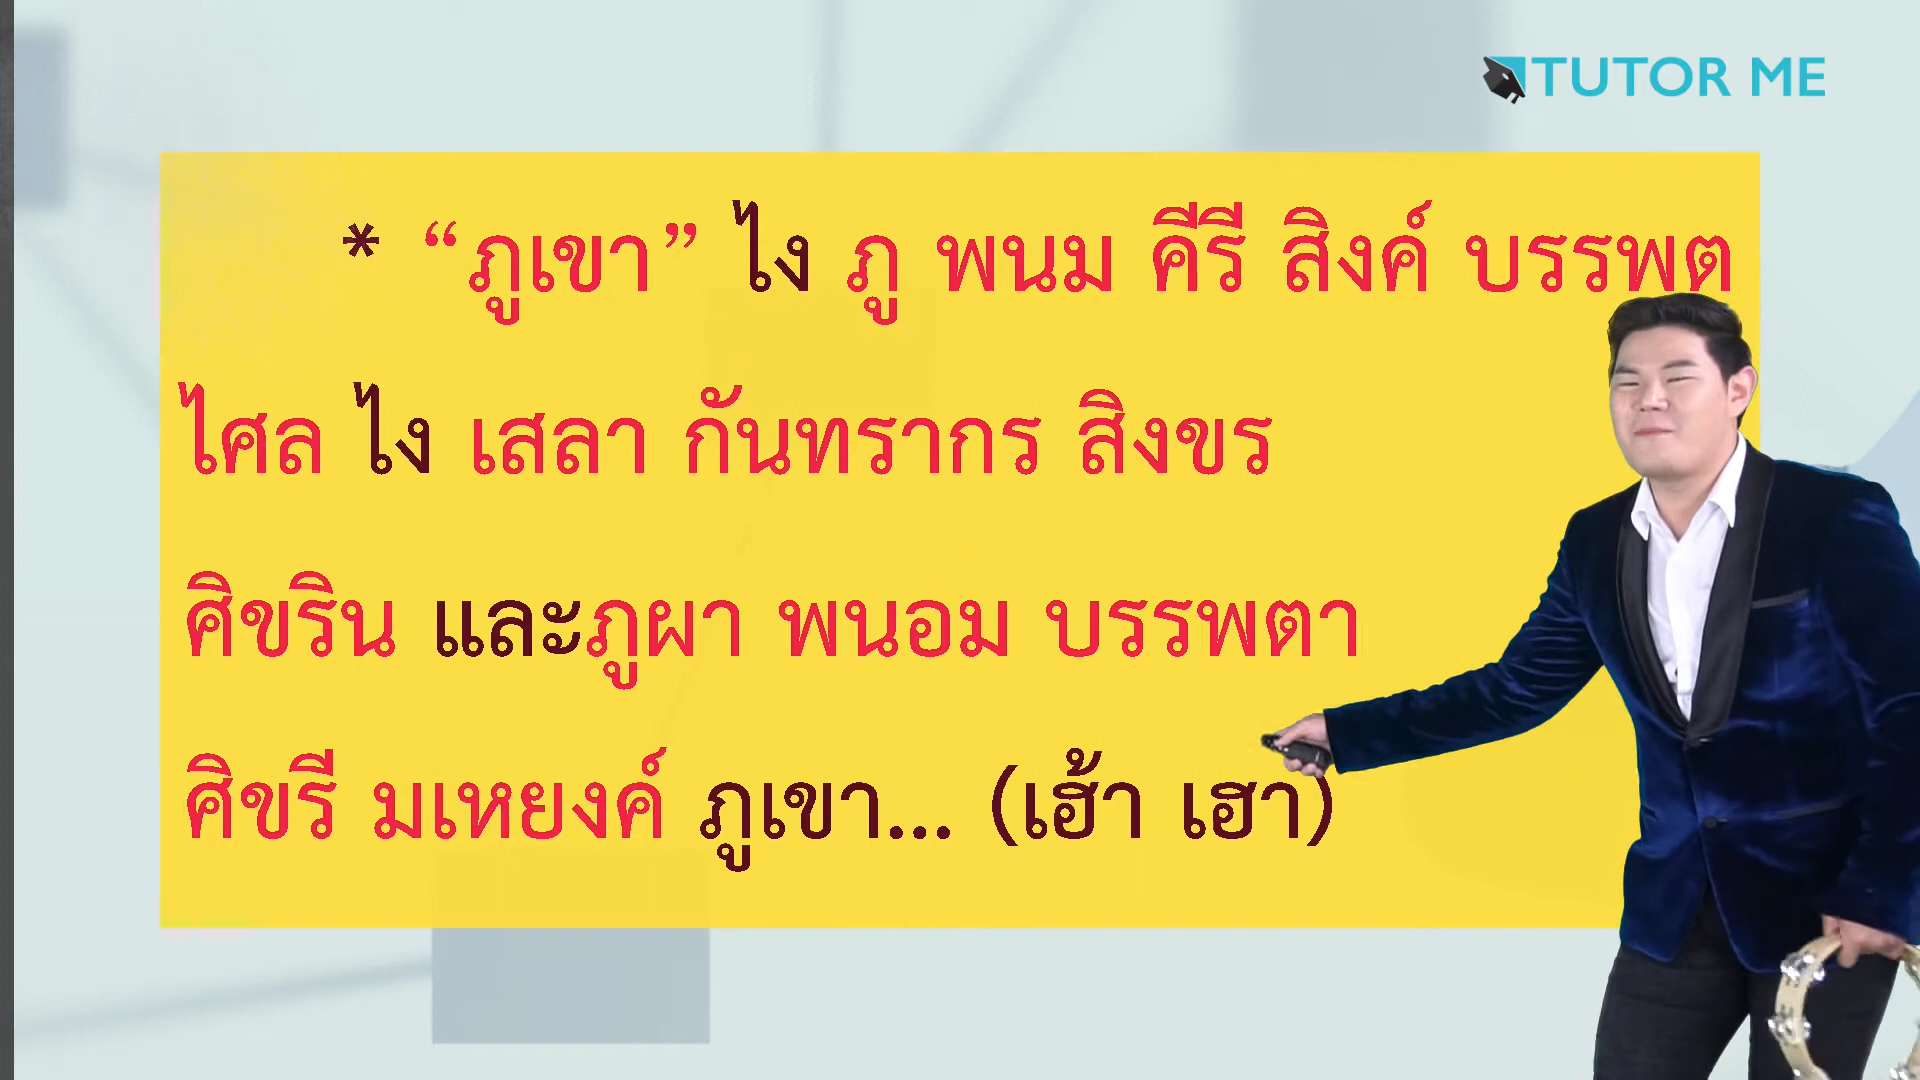 TUTOR ME
* “ภูเขา” ไง ภู พนม คีรี สิงค์ บรรพต
ไศล ไง เสลา กันทรากร สิงขร
ศิขริน และภูผา พนอม บรรพตา
ศิขรี มเหยงค์ ภูเขา... (เฮ้า เฮา)